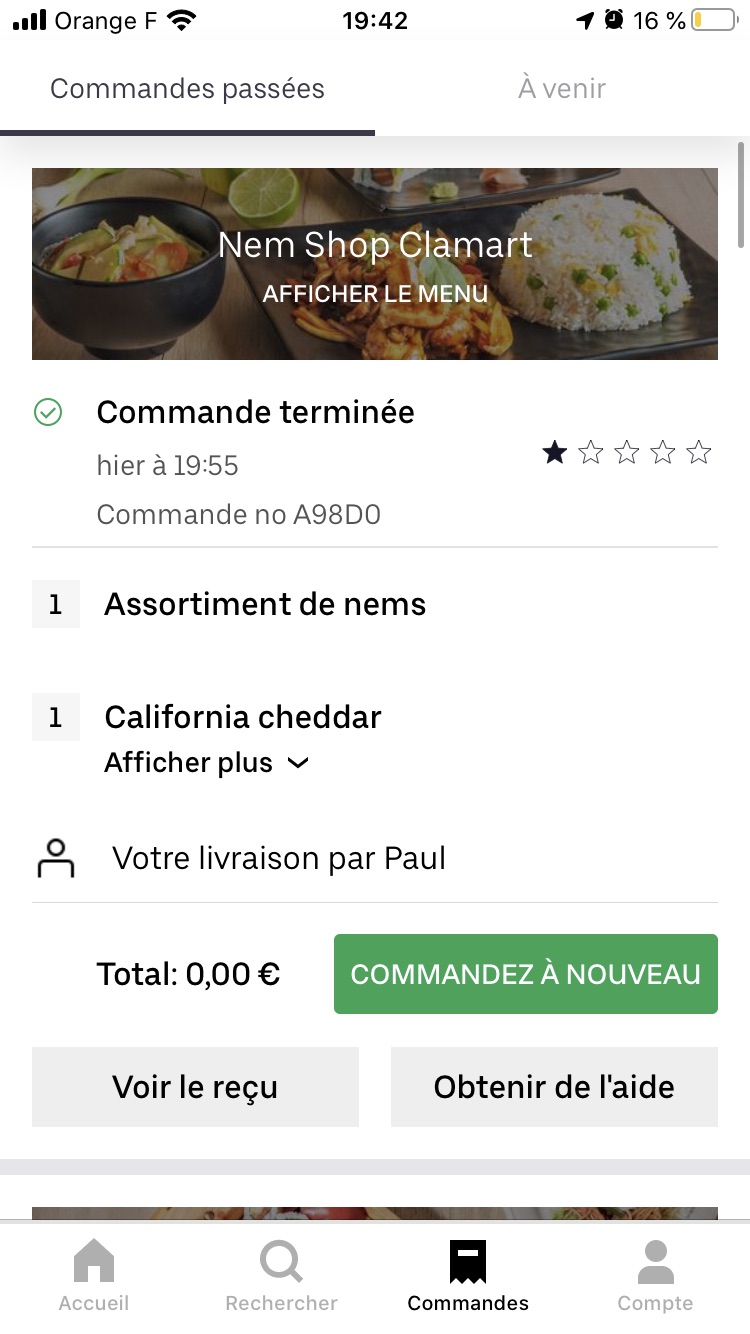 Orange F 19:42 16 %
Commandes passées À venir
Nem Shop Clamart
AFFICHER LE MENU
Commande terminée
hier à 19:55
Commande no A98D0
1 Assortiment de nems
1 California cheddar
Afficher plus
Votre livraison par Paul
Total: 0,00 € COMMANDEZ À NOUVEAU
Voir le reçu Obtenir de l'aide
Accueil Rechercher Commandes Compte